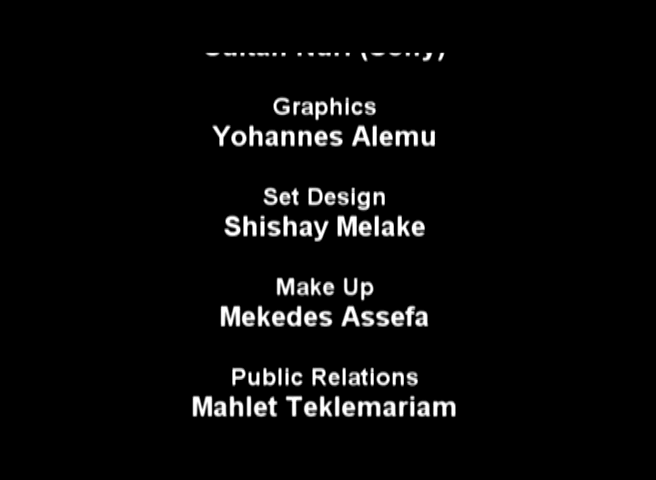 Graphics
Yohannes Alemu
Set Design
Shishay Melake
Make Up
Mekedes Assefa
Public Relations
Mahlet Teklemariam